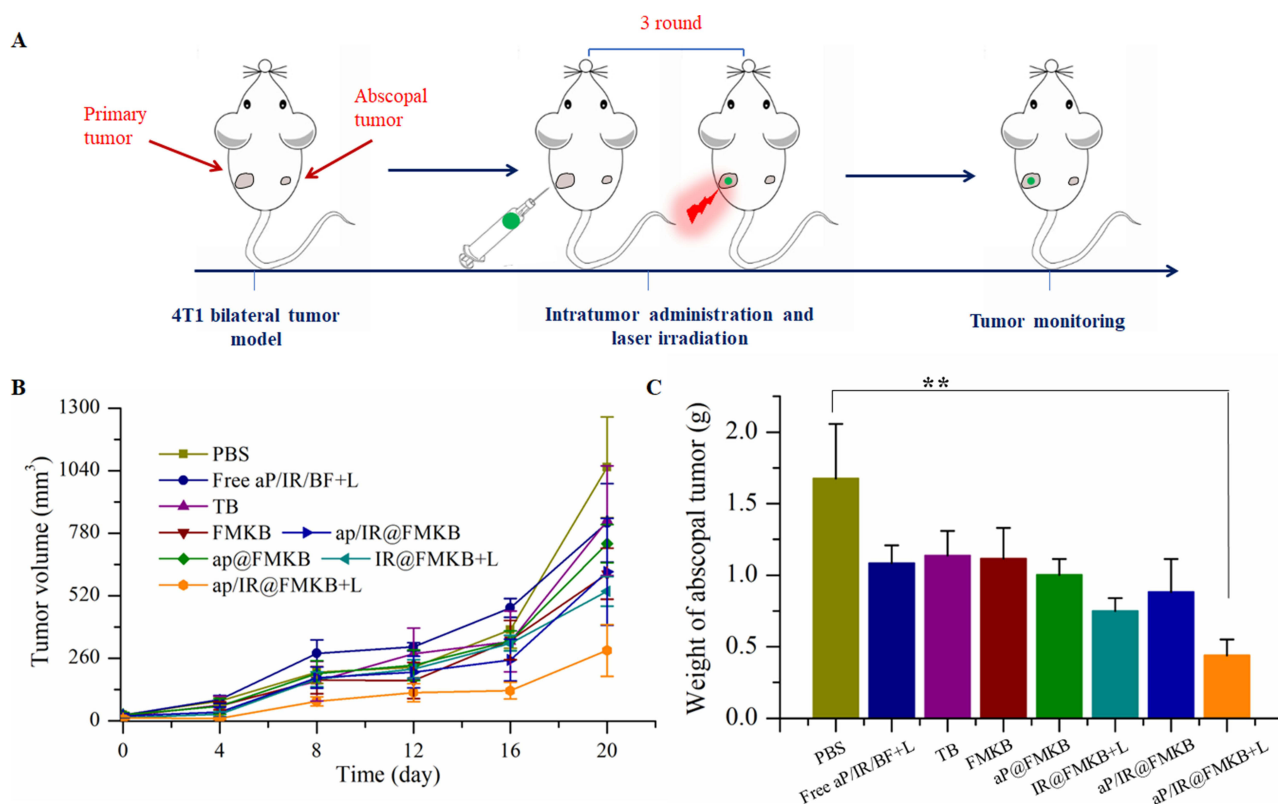 A
3 round
Primary
tumor
Abscopal
tumor
4T1 bilateral tumor
model
Intratumor administration and
laser irradiation
Tumor monitoring
B
Tumor volume (mm³)
1300
1040
780
520
260
0
PBS
Free aP/IR/BF+L
TB
FMKB ap/IR@FMKB
ap@FMKB IR@FMKB+L
ap/IR@FMKB+L
0 4 8 12 16 20
Time (day)
C
**
Weight of abscopal tumor (g)
2.0
1.5
1.0
0.5
0.0
PBS
Free aP/IR/BF+L
TB
FMKB
aP@FMKB
IR@FMKB+L
aP/IR@FMKB
aP/IR@FMKB+L